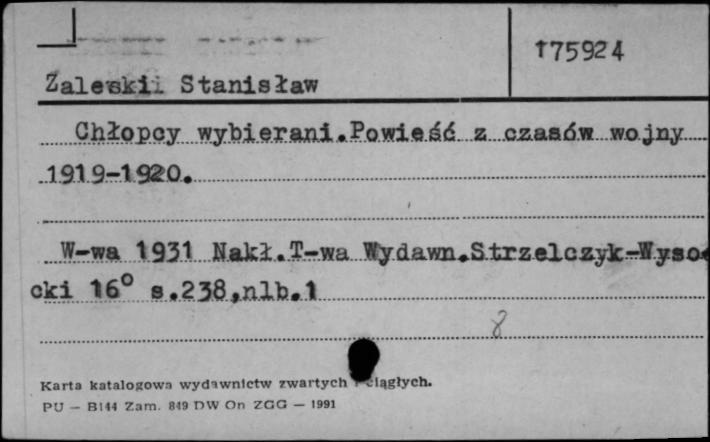 175924
Zaleski Stanisław
Chłopcy wybierani.Powieść z czasów wojny
1919-1920.
W-wa 1931 Nakł.T-wa Wydawn.Strzelczyk-Wyso-
cki 16° s.238,nlb.1
8
Karta katalogowa wydawnictw zwartych i ciągłych.
PU — B144 Zam. 849 DW On ZGG — 1991